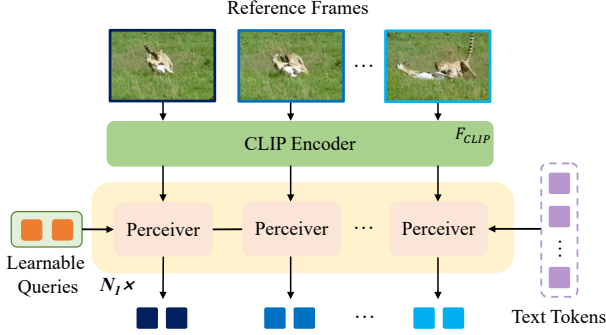 Reference Frames
...
CLIP Encoder
F_CLIP
Perceiver
Perceiver
...
Perceiver
Learnable
Queries
N_I ×
...
Text Tokens